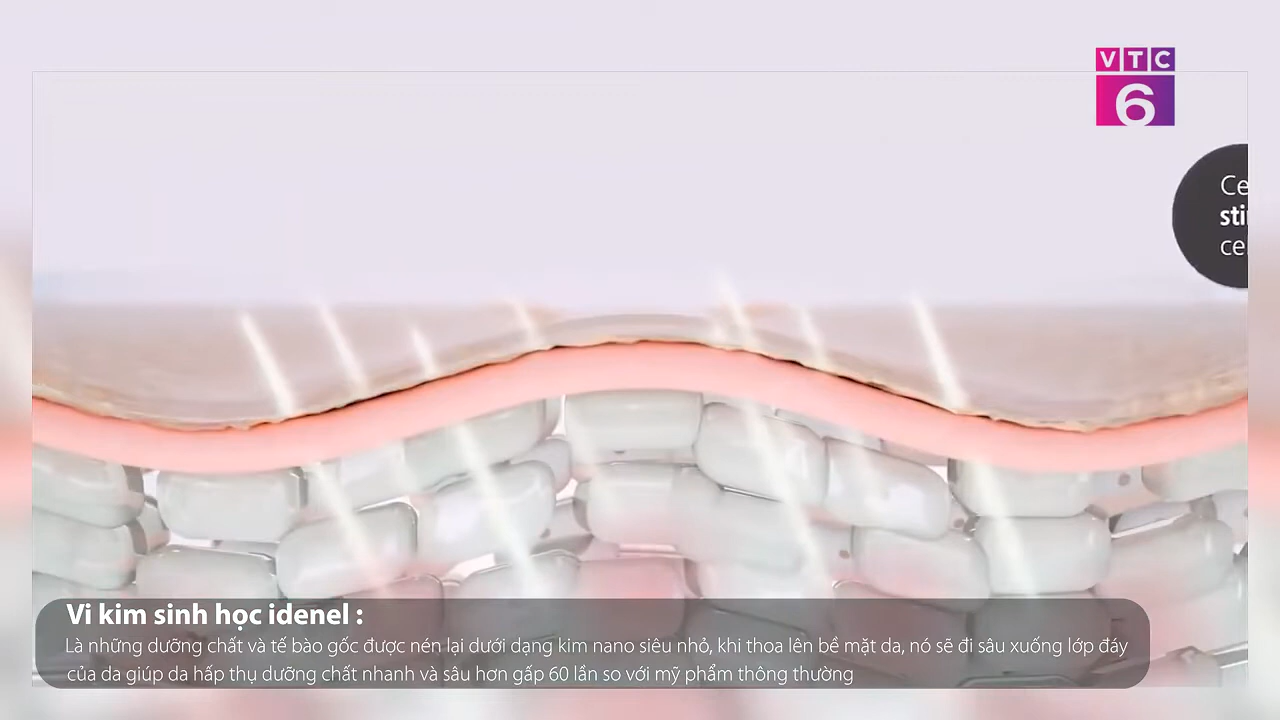 VTC
6
Ce
sti
ce
Vi kim sinh học idenel :
Là những dưỡng chất và tế bào gốc được nén lại dưới dạng kim nano siêu nhỏ, khi thoa lên bề mặt da, nó sẽ đi sâu xuống lớp đáy
của da giúp da hấp thụ dưỡng chất nhanh và sâu hơn gấp 60 lần so với mỹ phẩm thông thường